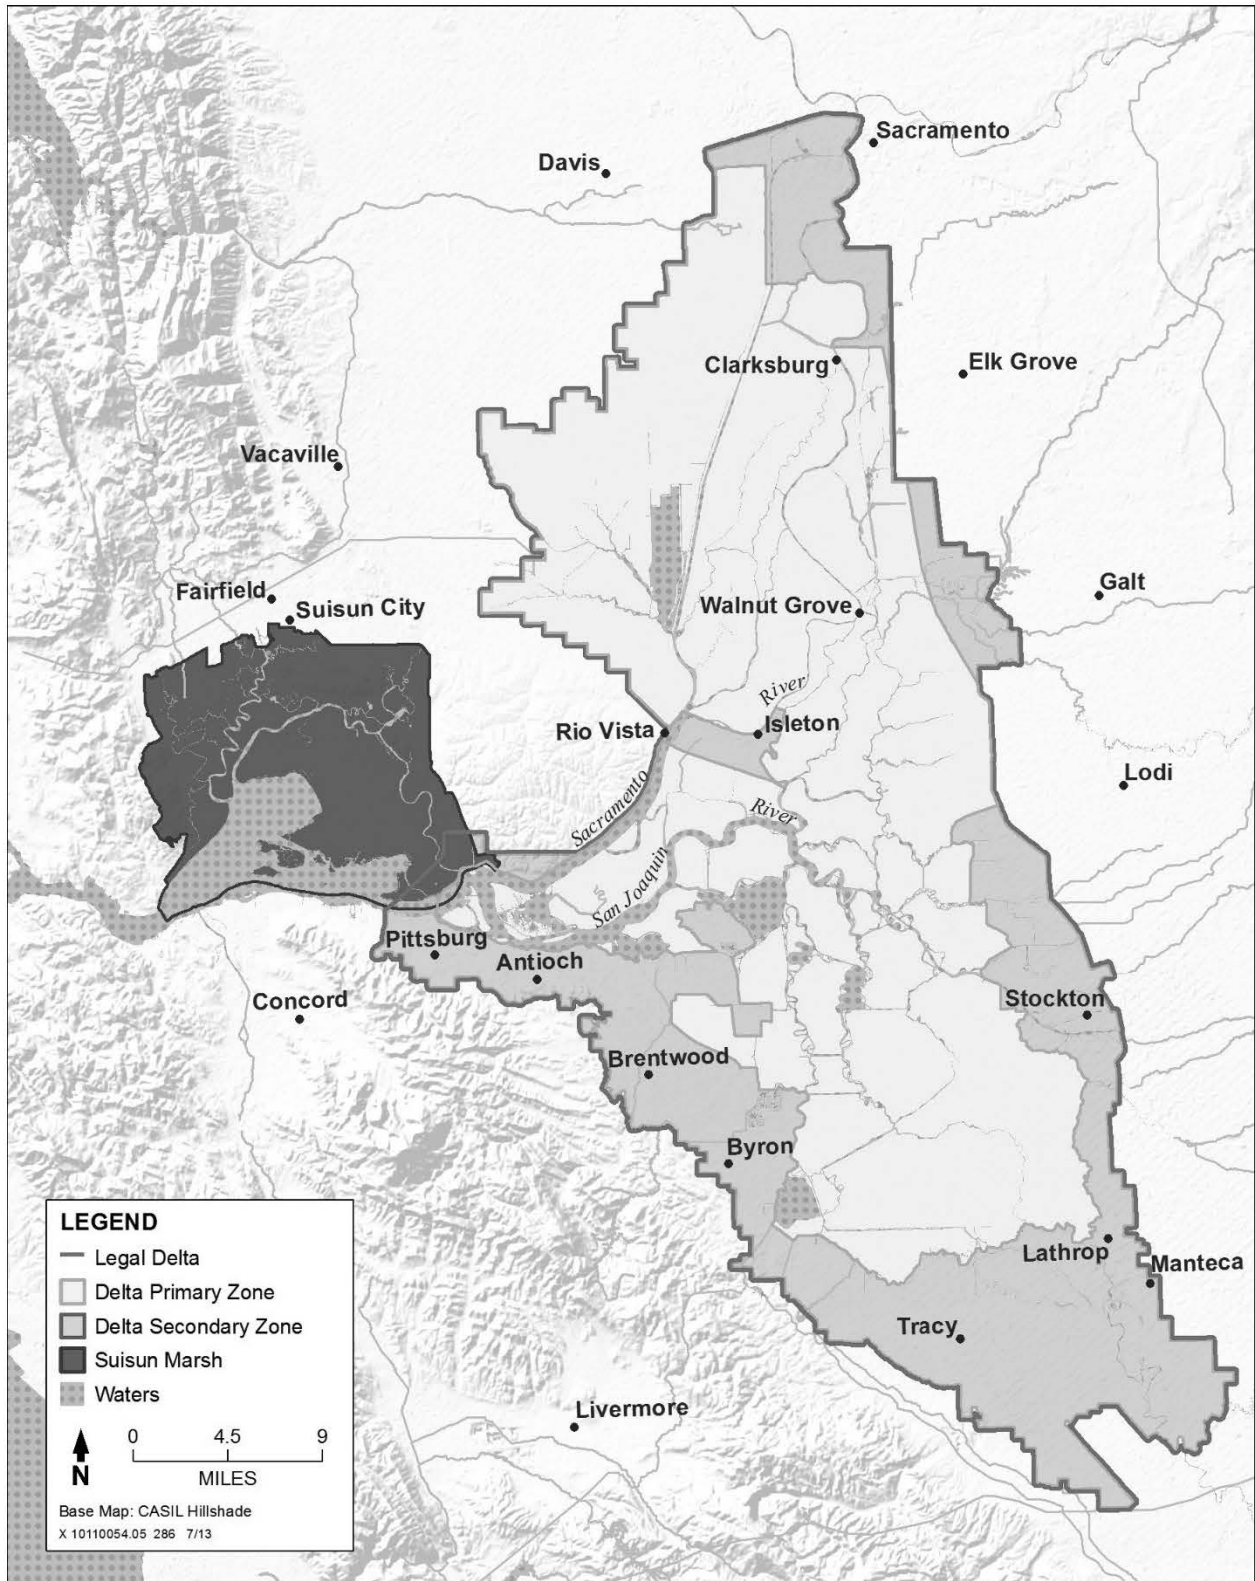 Sacramento
Davis
Clarksburg
Elk Grove
Vacaville
Fairfield
Suisun City
Galt
Walnut Grove
River
Rio Vista
Isleton
Lodi
Sacramento
River
San Joaquin
Pittsburg
Antioch
Concord
Stockton
Brentwood
Byron
Lathrop
Manteca
Tracy
Livermore
LEGEND
Legal Delta
Delta Primary Zone
Delta Secondary Zone
Suisun Marsh
Waters
0 4.5 9
N
MILES
Base Map: CASIL Hillshade
X 10110054.05 286 7/13